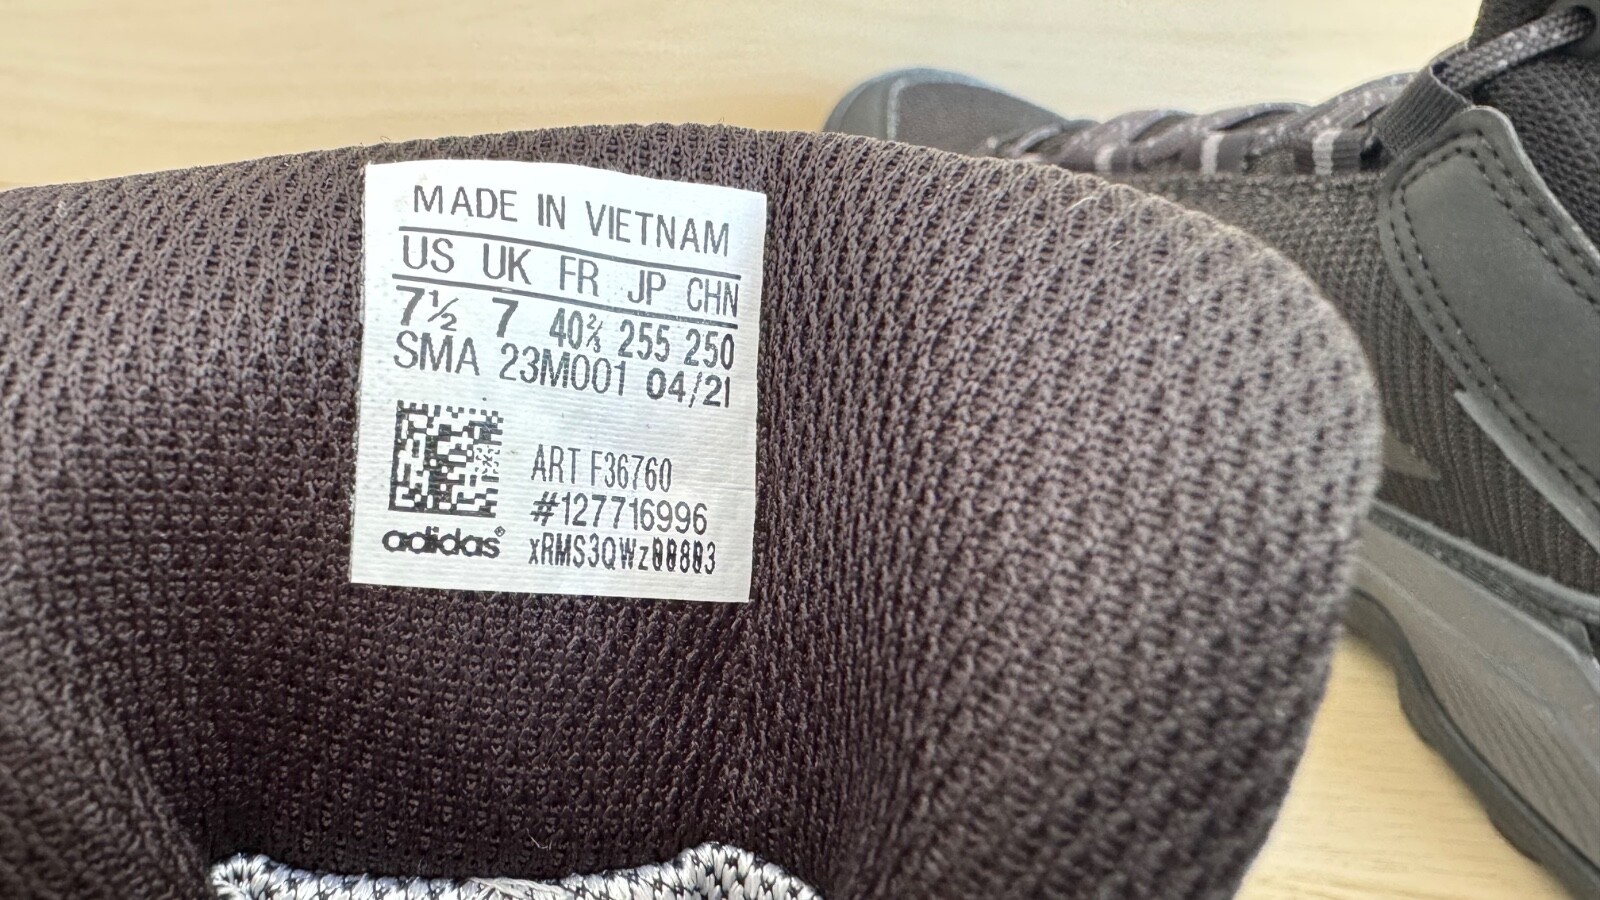 MADE IN VIETNAM
US UK FR JP CHN
7½ 7 40⅔ 255 250
SMA 23M001 04/21
ART F36760
#127716996
adidas® xRMS3QWz00803